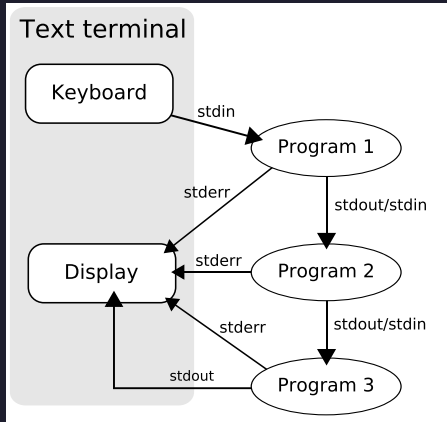 Text terminal
Keyboard
stdin
Program 1
stderr
stdout/stdin
Display
stderr
Program 2
stderr
stdout/stdin
stdout
Program 3